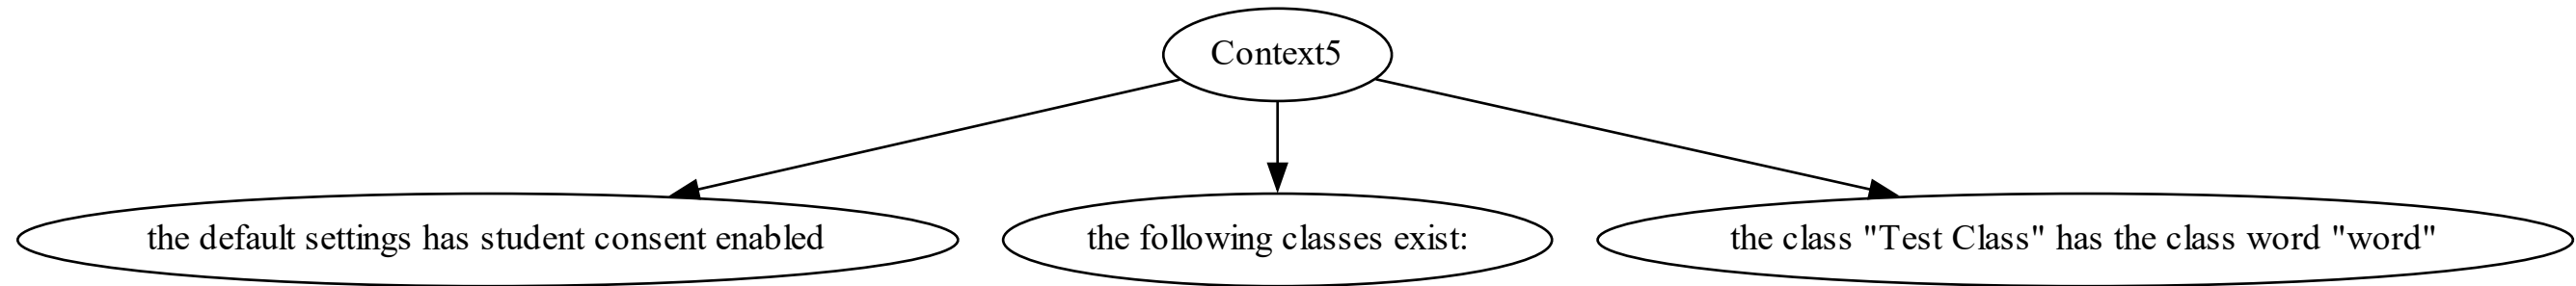 Context5
the default settings has student consent enabled
the following classes exist:
the class "Test Class" has the class word "word"